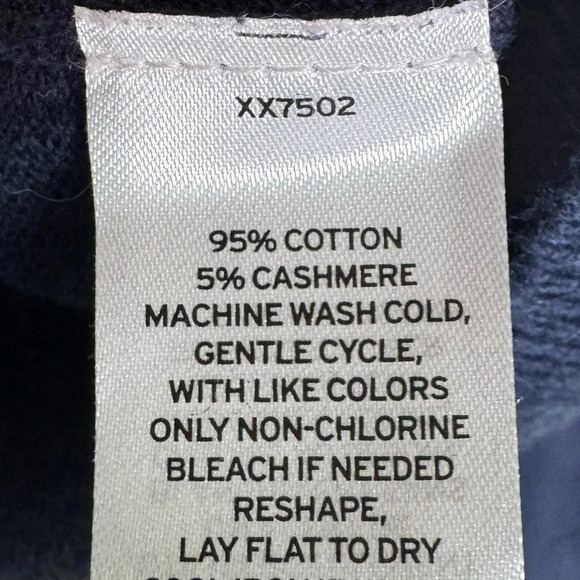 XX7502
95% COTTON
5% CASHMERE
MACHINE WASH COLD,
GENTLE CYCLE,
WITH LIKE COLORS
ONLY NON-CHLORINE
BLEACH IF NEEDED
RESHAPE,
LAY FLAT TO DRY